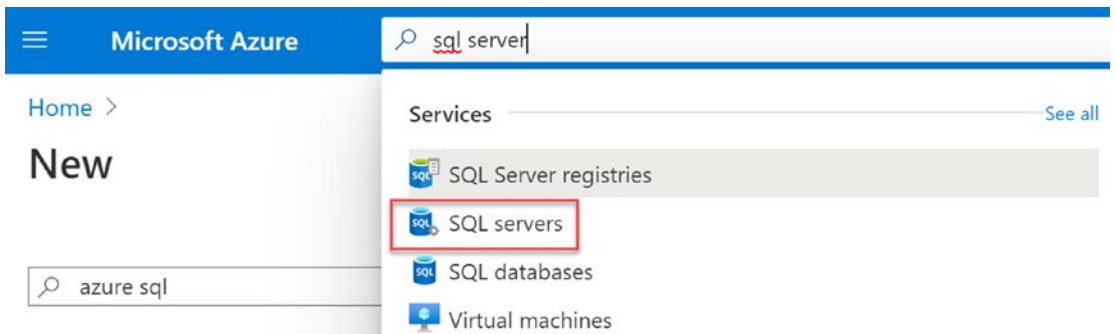 Microsoft Azure
sql server
Home >
New
azure sql
Services
See all
SQL Server registries
SQL servers
SQL databases
Virtual machines